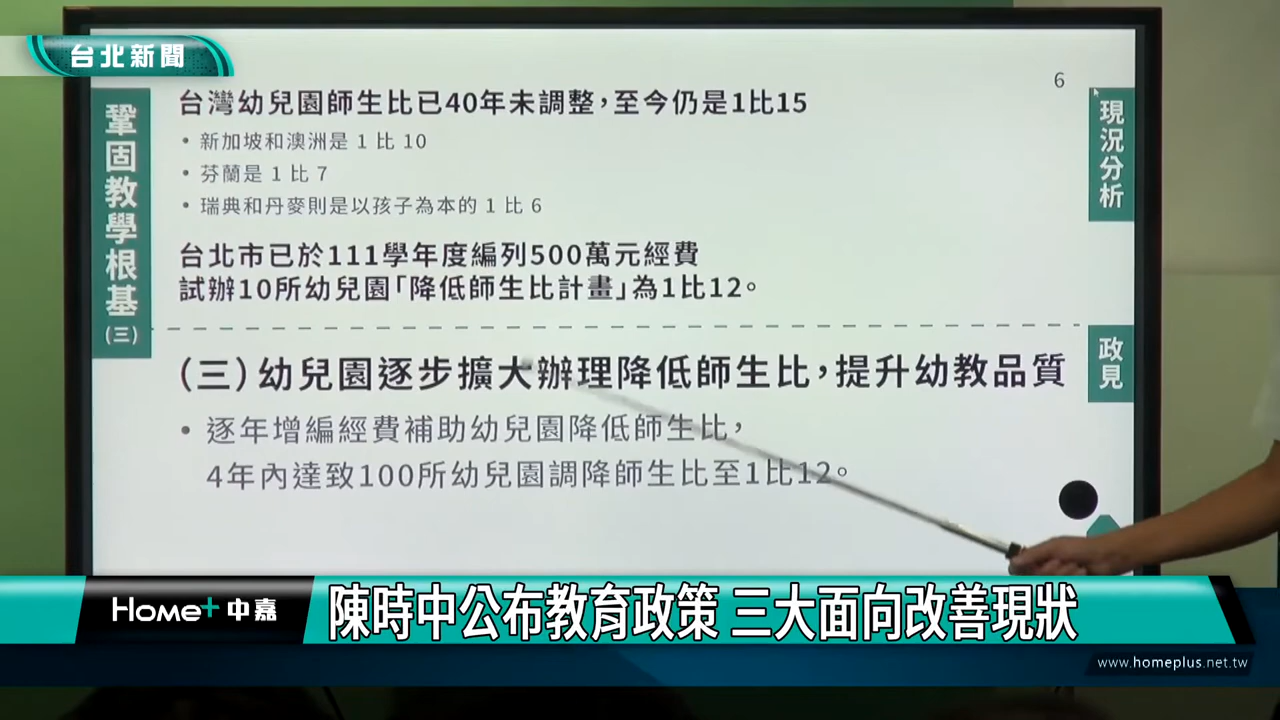 台北新聞
6
鞏固教學根基
(三)
台灣幼兒園師生比已40年未調整，至今仍是1比15
• 新加坡和澳洲是 1 比 10
• 芬蘭是 1 比 7
• 瑞典和丹麥則是以孩子為本的 1 比 6
台北市已於111學年度編列500萬元經費
試辦10所幼兒園「降低師生比計畫」為1比12。
現況分析
(三) 幼兒園逐步擴大辦理降低師生比，提升幼教品質
• 逐年增編經費補助幼兒園降低師生比，
4年內達致100所幼兒園調降師生比至1比12。
政見
Home+ 中嘉
陳時中公布教育政策 三大面向改善現狀
www.homeplus.net.tw